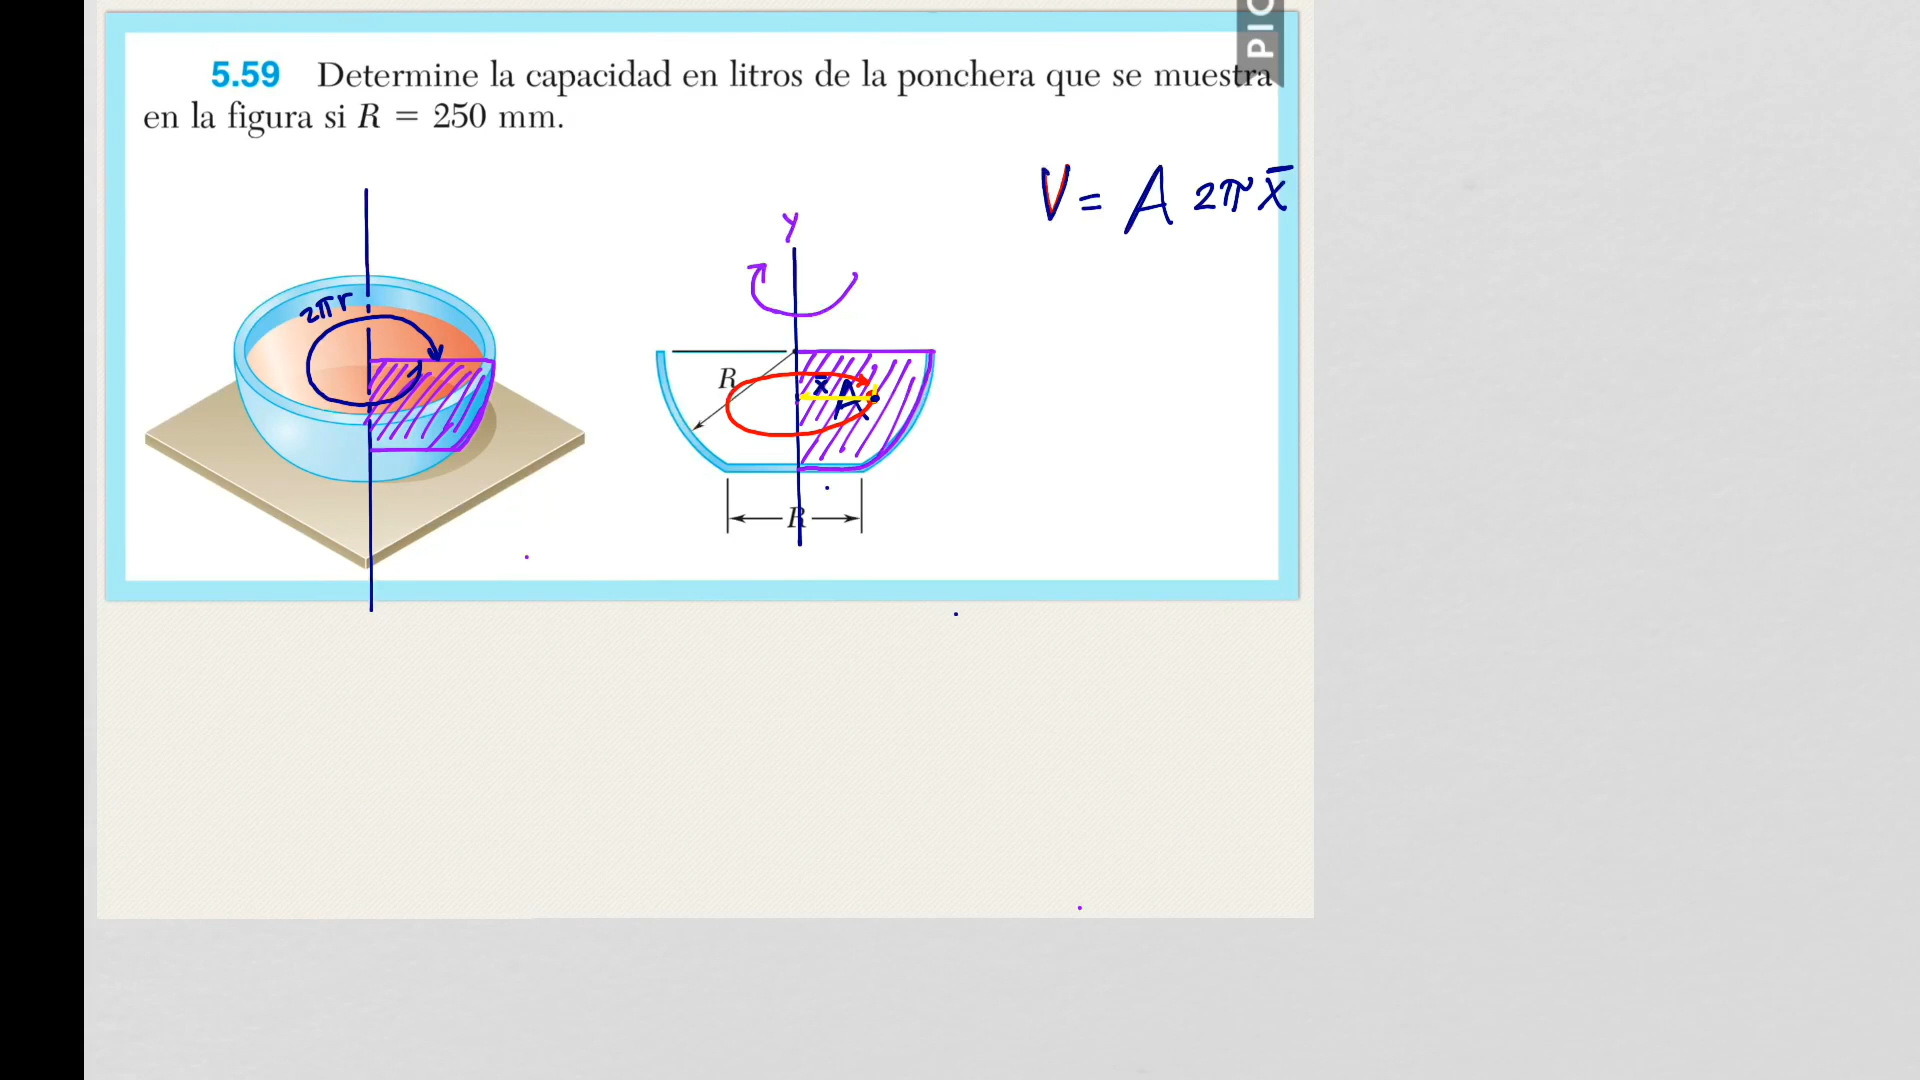 PIC
5.59 Determine la capacidad en litros de la ponchera que se muestra
en la figura si R = 250 mm.
V = A 2π x̄
y
2πr
R
x̄ A
R